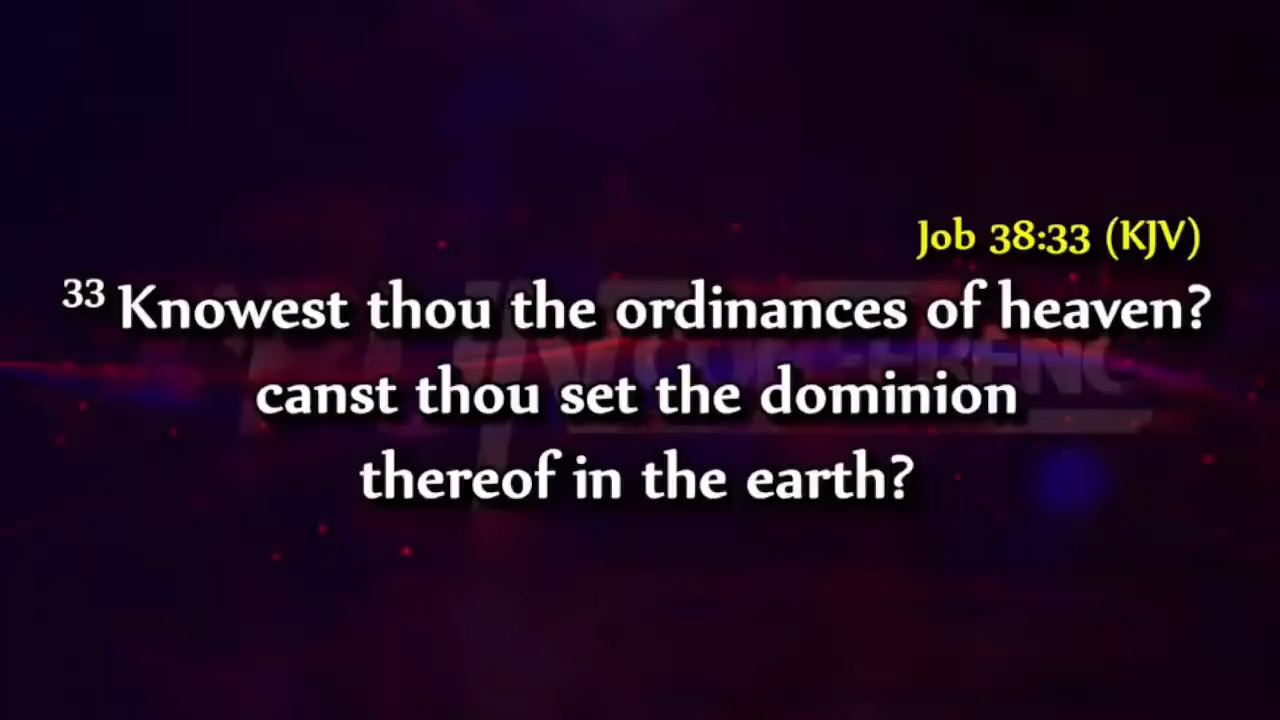 Job 38:33 (KJV)
33 Knowest thou the ordinances of heaven?
canst thou set the dominion
thereof in the earth?